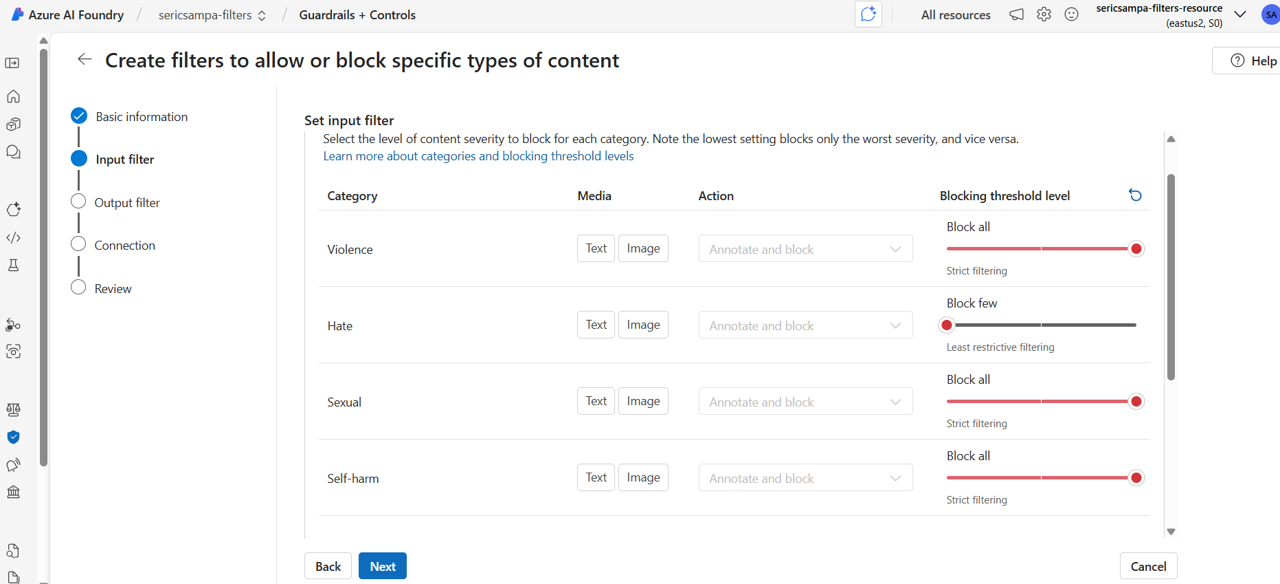 Azure AI Foundry / sericsampa-filters / Guardrails + Controls All resources sericsampa-filters-resource
(eastus2, S0) SA
Create filters to allow or block specific types of content Help
Basic information
Input filter
Output filter
Connection
Review
Set input filter
Select the level of content severity to block for each category. Note the lowest setting blocks only the worst severity, and vice versa.
Learn more about categories and blocking threshold levels
Category Media Action Blocking threshold level
Violence Text Image Annotate and block Block all
Strict filtering
Hate Text Image Annotate and block Block few
Least restrictive filtering
Sexual Text Image Annotate and block Block all
Strict filtering
Self-harm Text Image Annotate and block Block all
Strict filtering
Back Next Cancel